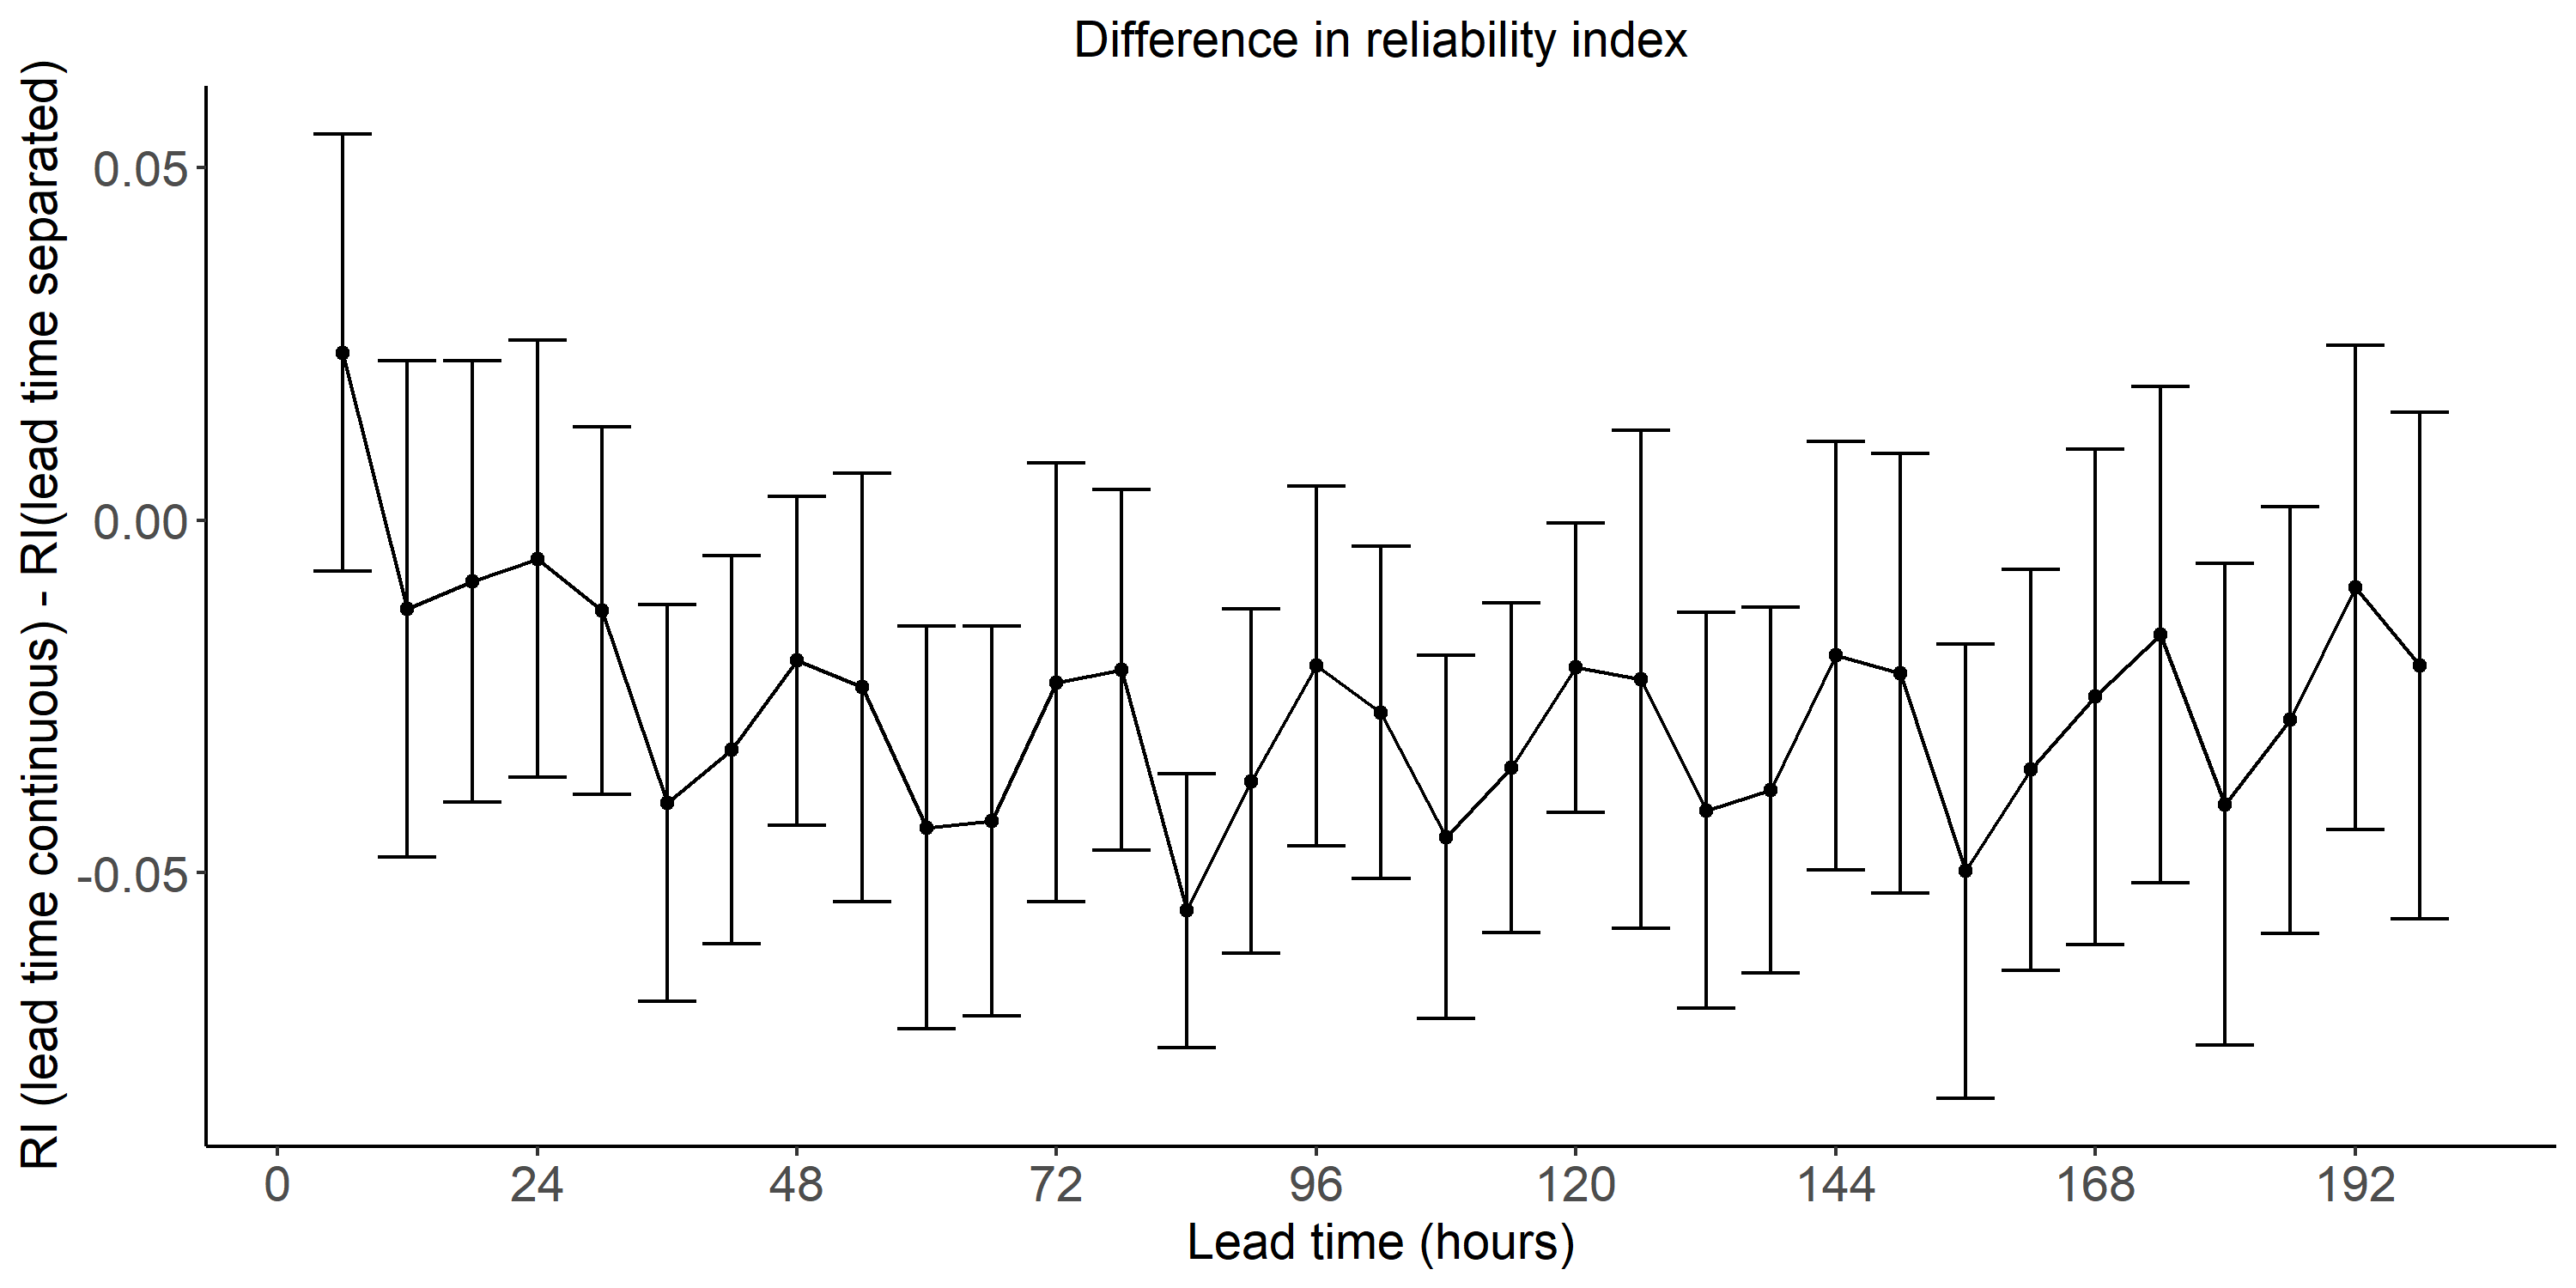 Difference in reliability index
RI (lead time continuous) - RI(lead time separated)
0.05
0.00
-0.05
0 24 48 72 96 120 144 168 192
Lead time (hours)